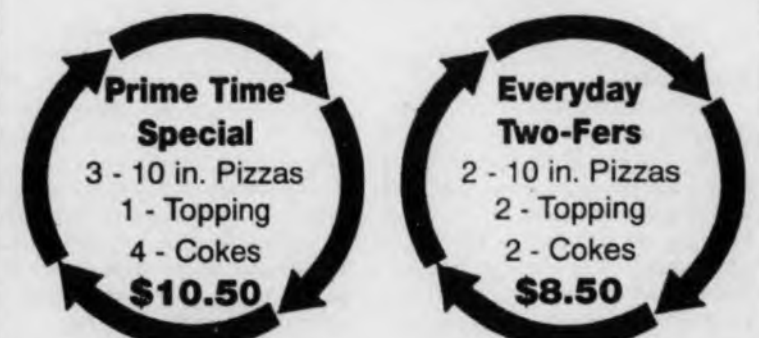 Prime Time
Special
3 - 10 in. Pizzas
1 - Topping
4 - Cokes
$10.50
Everyday
Two-Fers
2 - 10 in. Pizzas
2 - Topping
2 - Cokes
$8.50